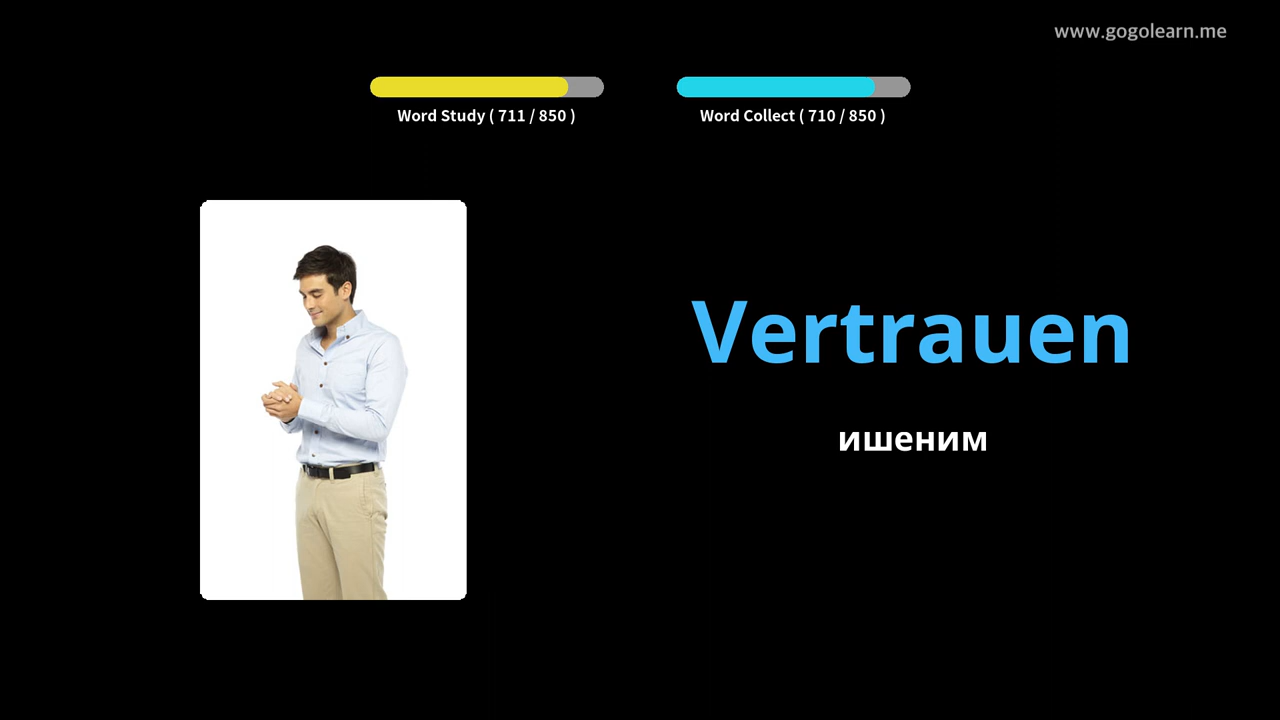 www.gogolearn.me
Word Study ( 711 / 850 )
Word Collect ( 710 / 850 )
Vertrauen
ишеним